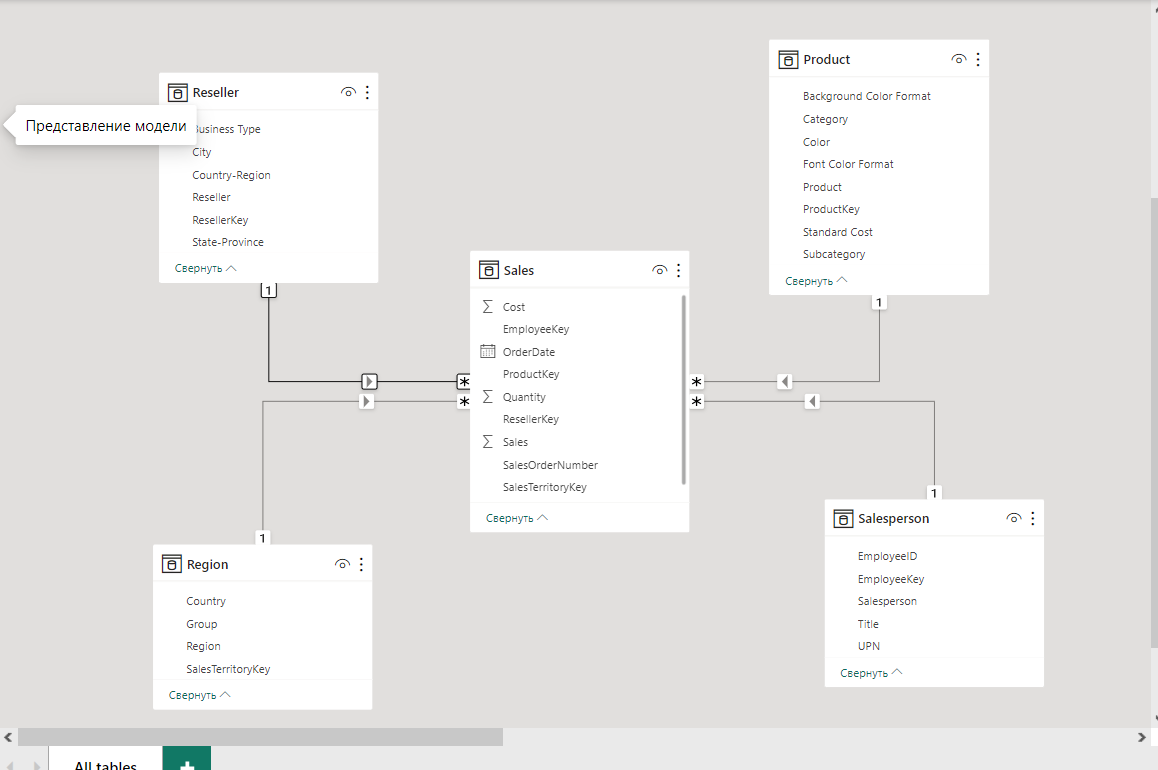 Reseller
Представление модели
Business Type
City
Country-Region
Reseller
ResellerKey
State-Province
Свернуть
1
Product
Background Color Format
Category
Color
Font Color Format
Product
ProductKey
Standard Cost
Subcategory
Свернуть
1
Sales
Cost
EmployeeKey
OrderDate
ProductKey
Quantity
ResellerKey
Sales
SalesOrderNumber
SalesTerritoryKey
Свернуть
*
*
*
*
1
Region
Country
Group
Region
SalesTerritoryKey
Свернуть
1
Salesperson
EmployeeID
EmployeeKey
Salesperson
Title
UPN
Свернуть
All tables